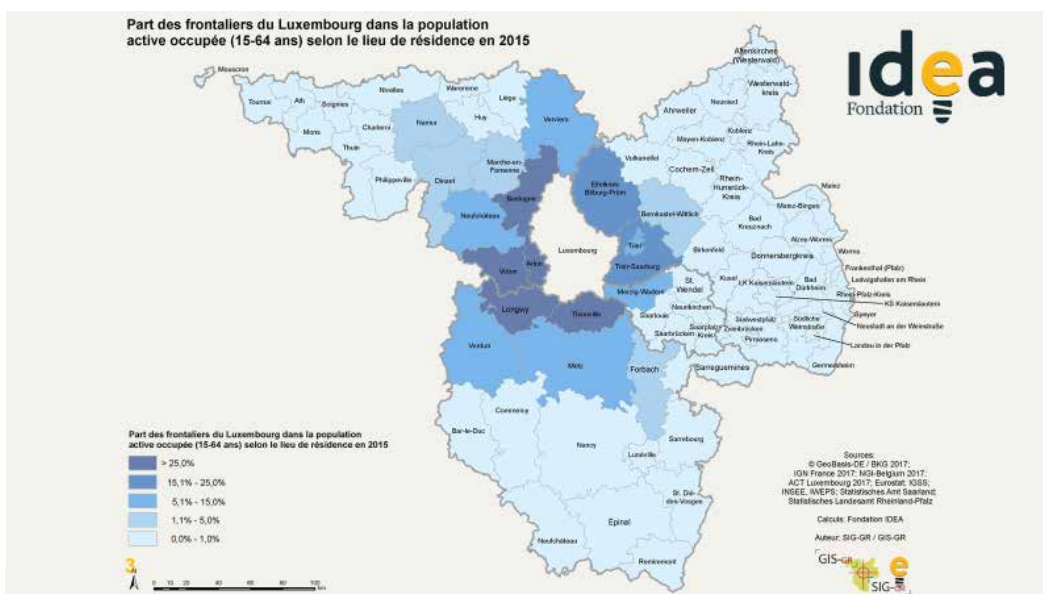 Part des frontaliers du Luxembourg dans la population
active occupée (15-64 ans) selon le lieu de résidence en 2015
idea
Fondation
Mouscron
Tournai
Ath
Soignies
Nivelles
Waremme
Liège
Mons
Charleroi
Namur
Huy
Verviers
Thuin
Philippeville
Dinant
Marche-en-
Famenne
Bastogne
Neufchâteau
Virton
Arlon
Luxembourg
Altenkirchen
(Westerwald)
Westerwald-
kreis
Neuwied
Ahrweiler
Mayen-Koblenz
Koblenz
Rhein-Lahn-
Kreis
Vulkaneifel
Cochem-Zell
Eifelkreis
Bitburg-Prüm
Rhein-
Hunsrück-
Kreis
Bernkastel-Wittlich
Mainz
Mainz-Bingen
Bad
Kreuznach
Trier
Birkenfeld
Alzey-Worms
Worms
Trier-Saarburg
Donnersbergkreis
Frankenthal (Pfalz)
Ludwigshafen am Rhein
Merzig-Wadern
St.
Wendel
Kusel
LK Kaiserslautern
Bad
Dürkheim
Rhein-Pfalz-Kreis
KS Kaiserslautern
Neunkirchen
Saarlouis
Saarbrücken
Saarpfalz-
Kreis
Zweibrücken
Südwestpfalz
Pirmasens
Südliche
Weinstraße
Speyer
Neustadt an der Weinstraße
Landau in der Pfalz
Germersheim
Longwy
Thionville
Verdun
Metz
Forbach
Sarreguemines
Commercy
Bar-le-Duc
Nancy
Sarrebourg
Lunéville
St. Dié-
des-Vosges
Épinal
Neufchâteau
Remiremont
Part des frontaliers du Luxembourg dans la population
active occupée (15-64 ans) selon le lieu de résidence en 2015
> 25,0%
15,1% - 25,0%
5,1% - 15,0%
1,1% - 5,0%
0,0% - 1,0%
Sources:
© GeoBasis-DE / BKG 2017;
IGN France 2017; NGI-Belgium 2017;
ACT Luxembourg 2017; Eurostat; IGSS;
INSEE, IWEPS; Statistisches Amt Saarland;
Statistisches Landesamt Rheinland-Pfalz
Calculs: Fondation IDEA
Auteur: SIG-GR / GIS-GR
GIS-GR
SIG-GR
e
3
0 10 20 40 60 80 100
km